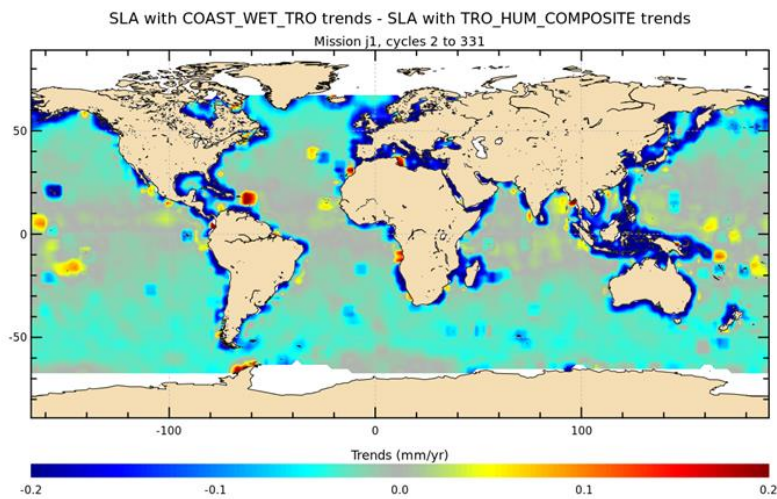 SLA with COAST_WET_TRO trends - SLA with TRO_HUM_COMPOSITE trends
Mission j1, cycles 2 to 331
50
0
-50
-100 0 100
Trends (mm/yr)
-0.2 -0.1 0.0 0.1 0.2